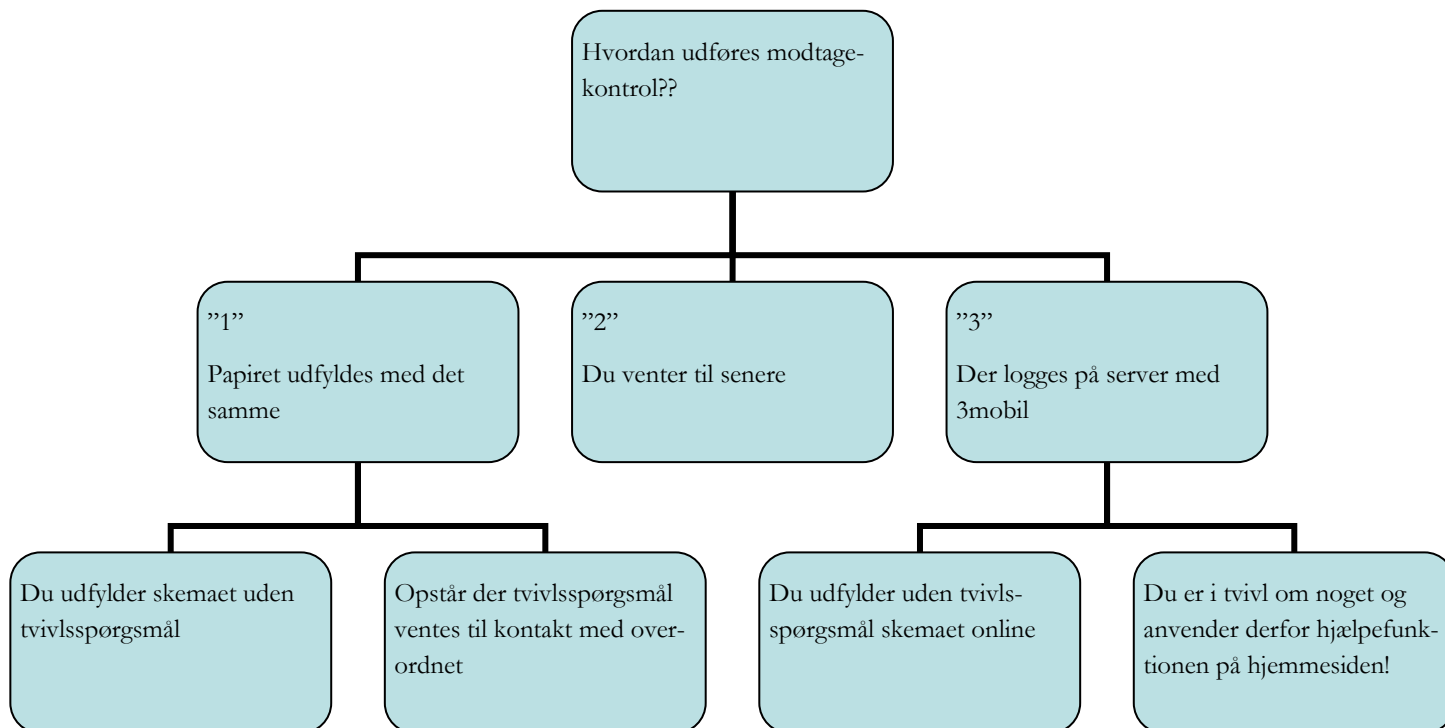 Hvordan udføres modtage-
kontrol??
”1”
Papiret udfyldes med det
samme
”2”
Du venter til senere
”3”
Der logges på server med
3mobil
Du udfylder skemaet uden
tvivlsspørgsmål
Opstår der tvivlsspørgsmål
ventes til kontakt med over-
ordnet
Du udfylder uden tvivls-
spørgsmål skemaet online
Du er i tvivl om noget og
anvender derfor hjælpefunk-
tionen på hjemmesiden!